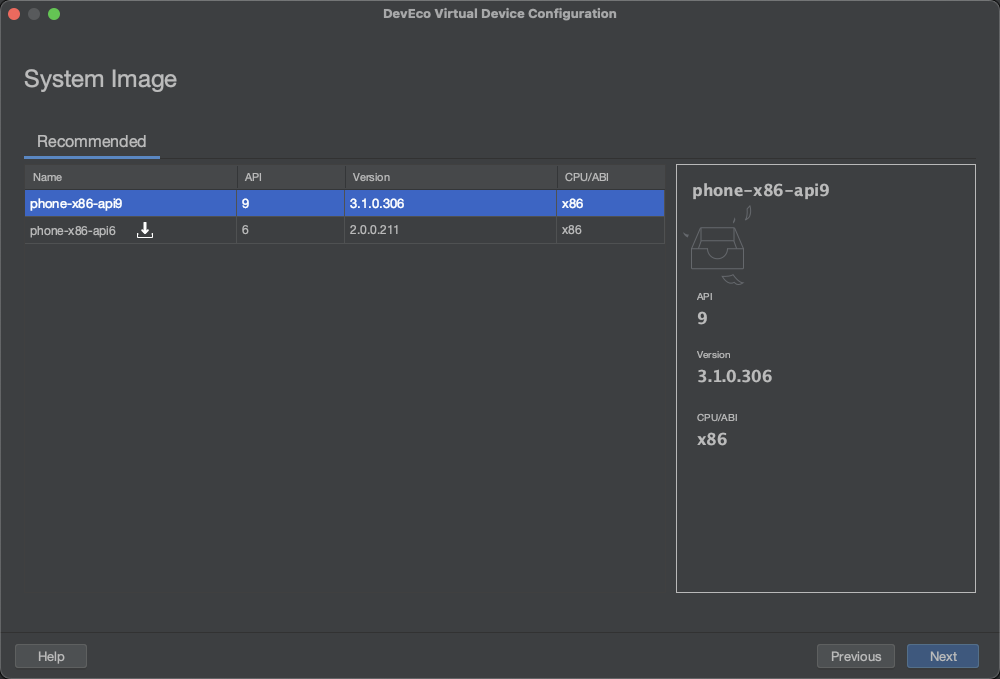 DevEco Virtual Device Configuration
System Image
Recommended
Name API Version CPU/ABI
phone-x86-api9 9 3.1.0.306 x86
phone-x86-api6 6 2.0.0.211 x86
phone-x86-api9
API
9
Version
3.1.0.306
CPU/ABI
x86
Help Previous Next